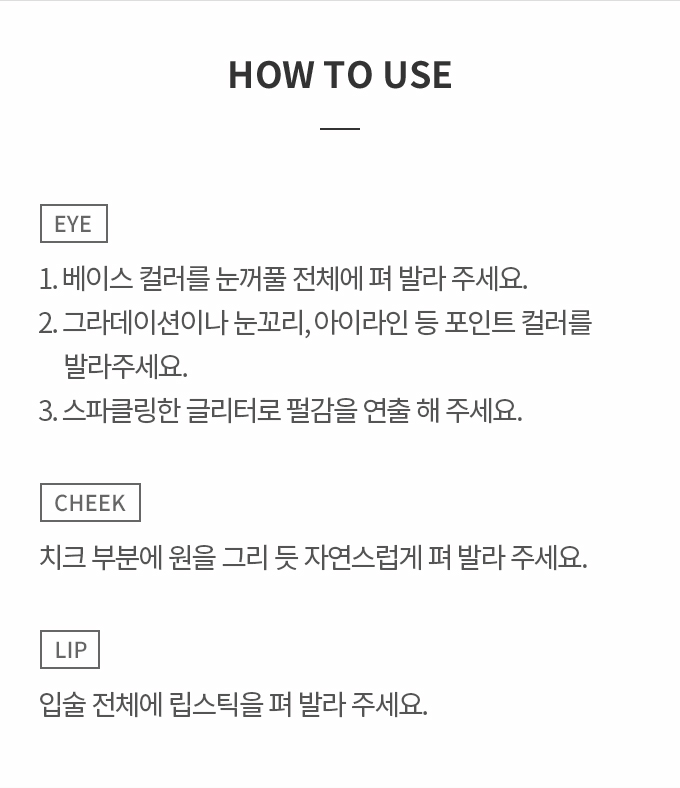 HOW TO USE
EYE
1. 베이스 컬러를 눈꺼풀 전체에 펴 발라 주세요.
2. 그라데이션이나 눈꼬리,아이라인 등 포인트 컬러를
발라주세요.
3. 스파클링한 글리터로 펄감을 연출 해 주세요.
CHEEK
치크 부분에 원을 그리 듯 자연스럽게 펴 발라 주세요.
LIP
입술 전체에 립스틱을 펴 발라 주세요.